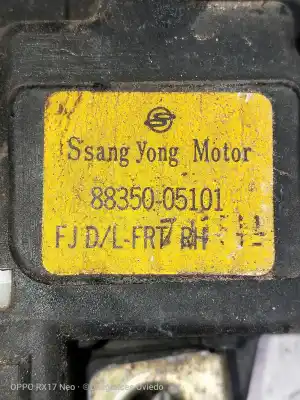 Ssang Yong Motor
88350-05101
FJ D/L-FRT RH
OPPO RX17 Neo
Oviedo